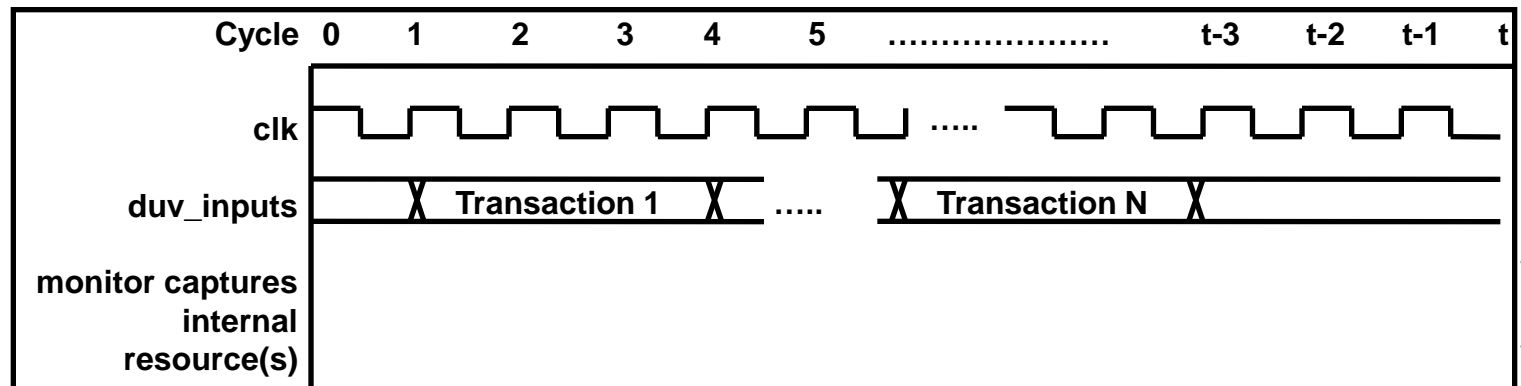 Cycle 0 1 2 3 4 5 ………………… t-3 t-2 t-1 t
clk …..
duv_inputs Transaction 1 ….. Transaction N
monitor captures
internal
resource(s)